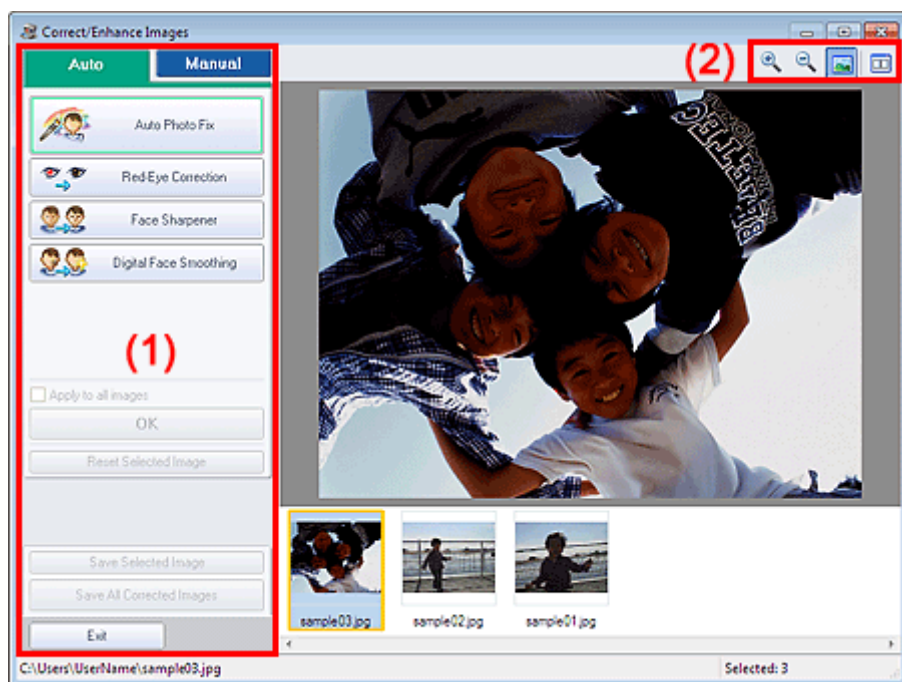 Correct/Enhance Images
Auto
Manual
(2)
Auto Photo Fix
Red-Eye Correction
Face Sharpener
Digital Face Smoothing
(1)
Apply to all images
OK
Reset Selected Image
Save Selected Image
Save All Corrected Images
Exit
sample03.jpg
sample02.jpg
sample01.jpg
C:\Users\UserName\sample03.jpg
Selected: 3